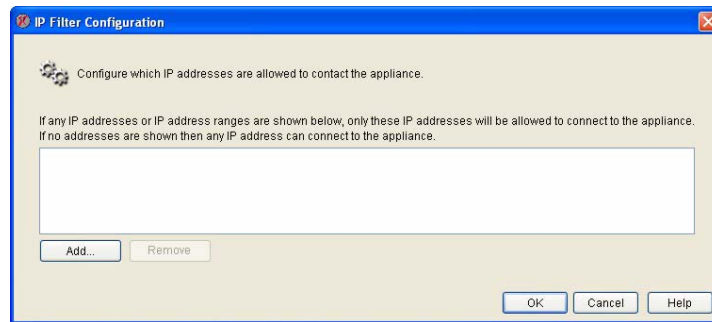 IP Filter Configuration
Configure which IP addresses are allowed to contact the appliance.
If any IP addresses or IP address ranges are shown below, only these IP addresses will be allowed to connect to the appliance.
If no addresses are shown then any IP address can connect to the appliance.
Add... Remove
OK Cancel Help